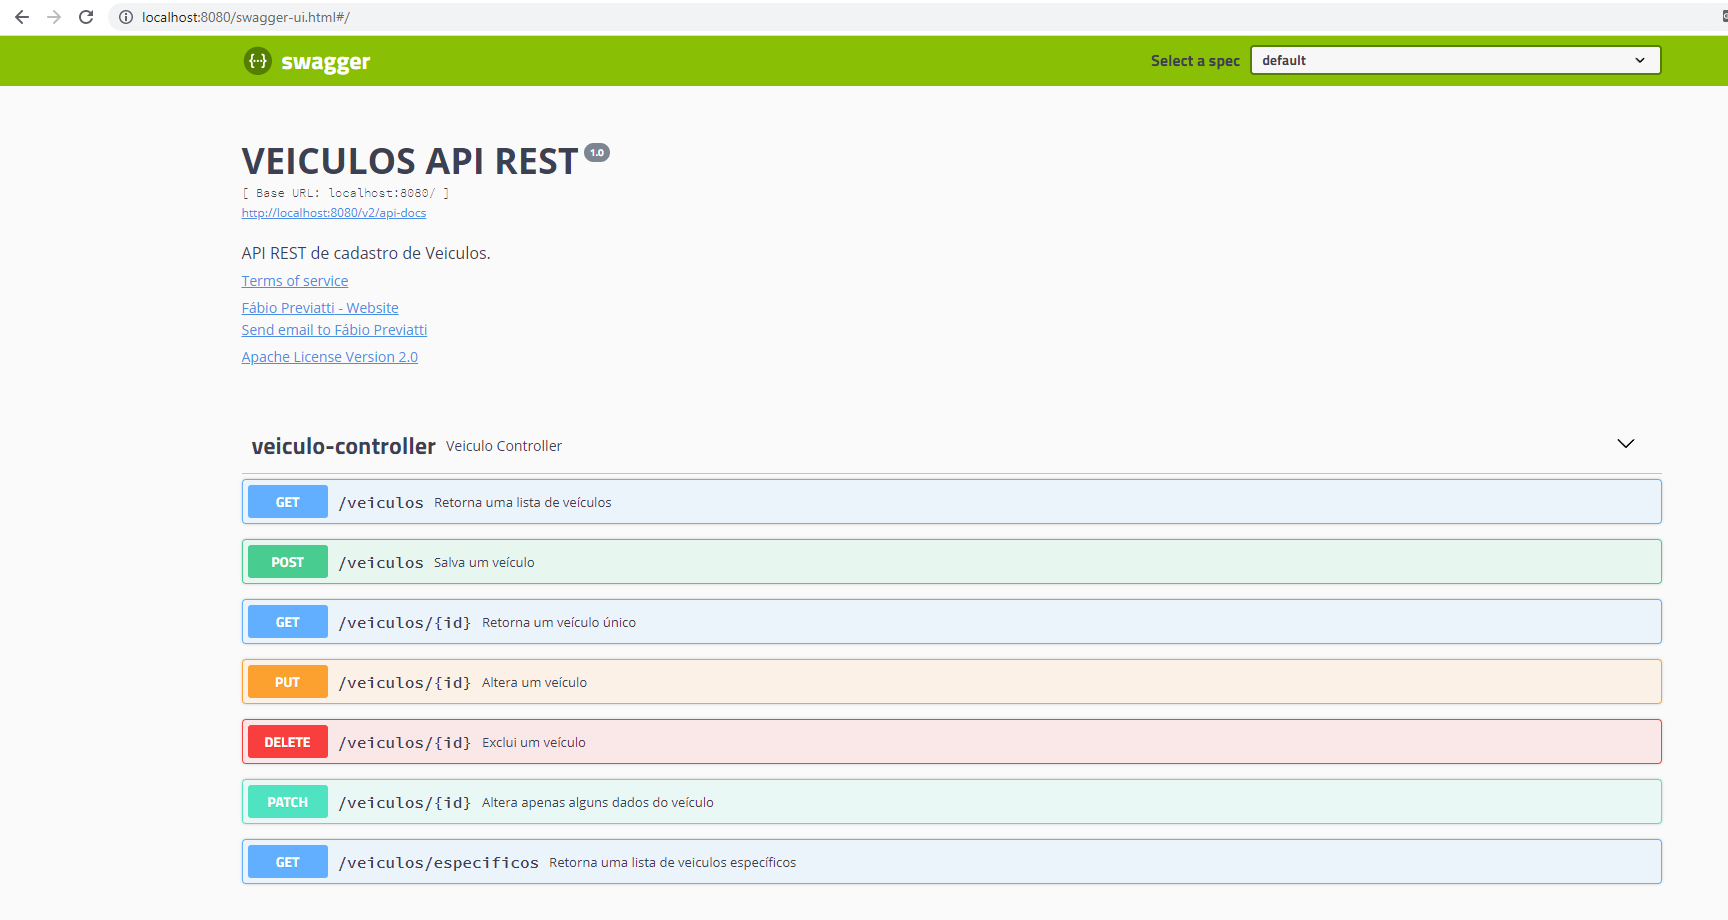 localhost:8080/swagger-ui.html#/
{··} swagger
Select a spec
default
VEICULOS API REST 1.0
[ Base URL: localhost:8080/ ]
http://localhost:8080/v2/api-docs
API REST de cadastro de Veiculos.
Terms of service
Fábio Previatti - Website
Send email to Fábio Previatti
Apache License Version 2.0
veiculo-controller Veiculo Controller
GET /veiculos Retorna uma lista de veículos
POST /veiculos Salva um veículo
GET /veiculos/{id} Retorna um veículo único
PUT /veiculos/{id} Altera um veículo
DELETE /veiculos/{id} Exclui um veículo
PATCH /veiculos/{id} Altera apenas alguns dados do veículo
GET /veiculos/especificos Retorna uma lista de veiculos específicos